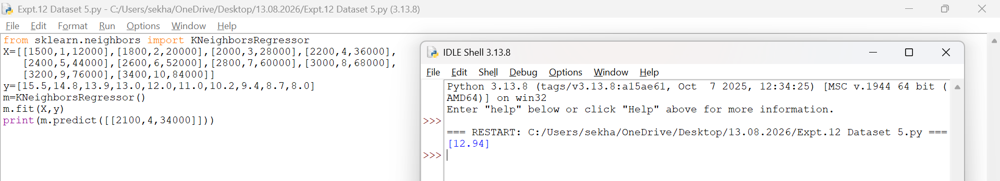 Expt.12 Dataset 5.py - C:/Users/sekha/OneDrive/Desktop/13.08.2026/Expt.12 Dataset 5.py (3.13.8)
File Edit Format Run Options Window Help
from sklearn.neighbors import KNeighborsRegressor
X=[[1500,1,12000],[1800,2,20000],[2000,3,28000],[2200,4,36000],
   [2400,5,44000],[2600,6,52000],[2800,7,60000],[3000,8,68000],
   [3200,9,76000],[3400,10,84000]]
y=[15.5,14.8,13.9,13.0,12.0,11.0,10.2,9.4,8.7,8.0]
m=KNeighborsRegressor()
m.fit(X,y)
print(m.predict([[2100,4,34000]]))
IDLE Shell 3.13.8
File Edit Shell Debug Options Window Help
Python 3.13.8 (tags/v3.13.8:a15ae61, Oct  7 2025, 12:34:25) [MSC v.1944 64 bit (
AMD64)] on win32
Enter "help" below or click "Help" above for more information.
>>>
=== RESTART: C:/Users/sekha/OneDrive/Desktop/13.08.2026/Expt.12 Dataset 5.py ===
[12.94]
>>>